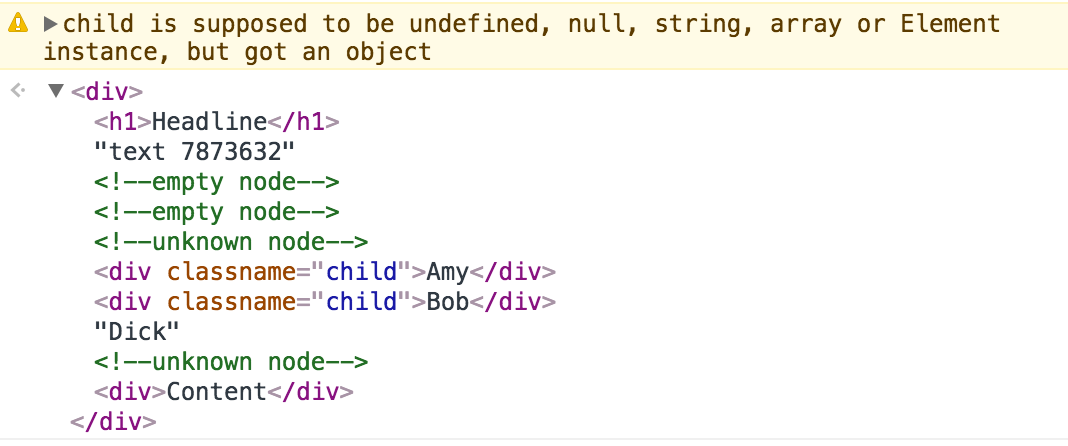 child is supposed to be undefined, null, string, array or Element
instance, but got an object
<div>
<h1>Headline</h1>
"text 7873632"
<!--empty node-->
<!--empty node-->
<!--unknown node-->
<div classname="child">Amy</div>
<div classname="child">Bob</div>
"Dick"
<!--unknown node-->
<div>Content</div>
</div>